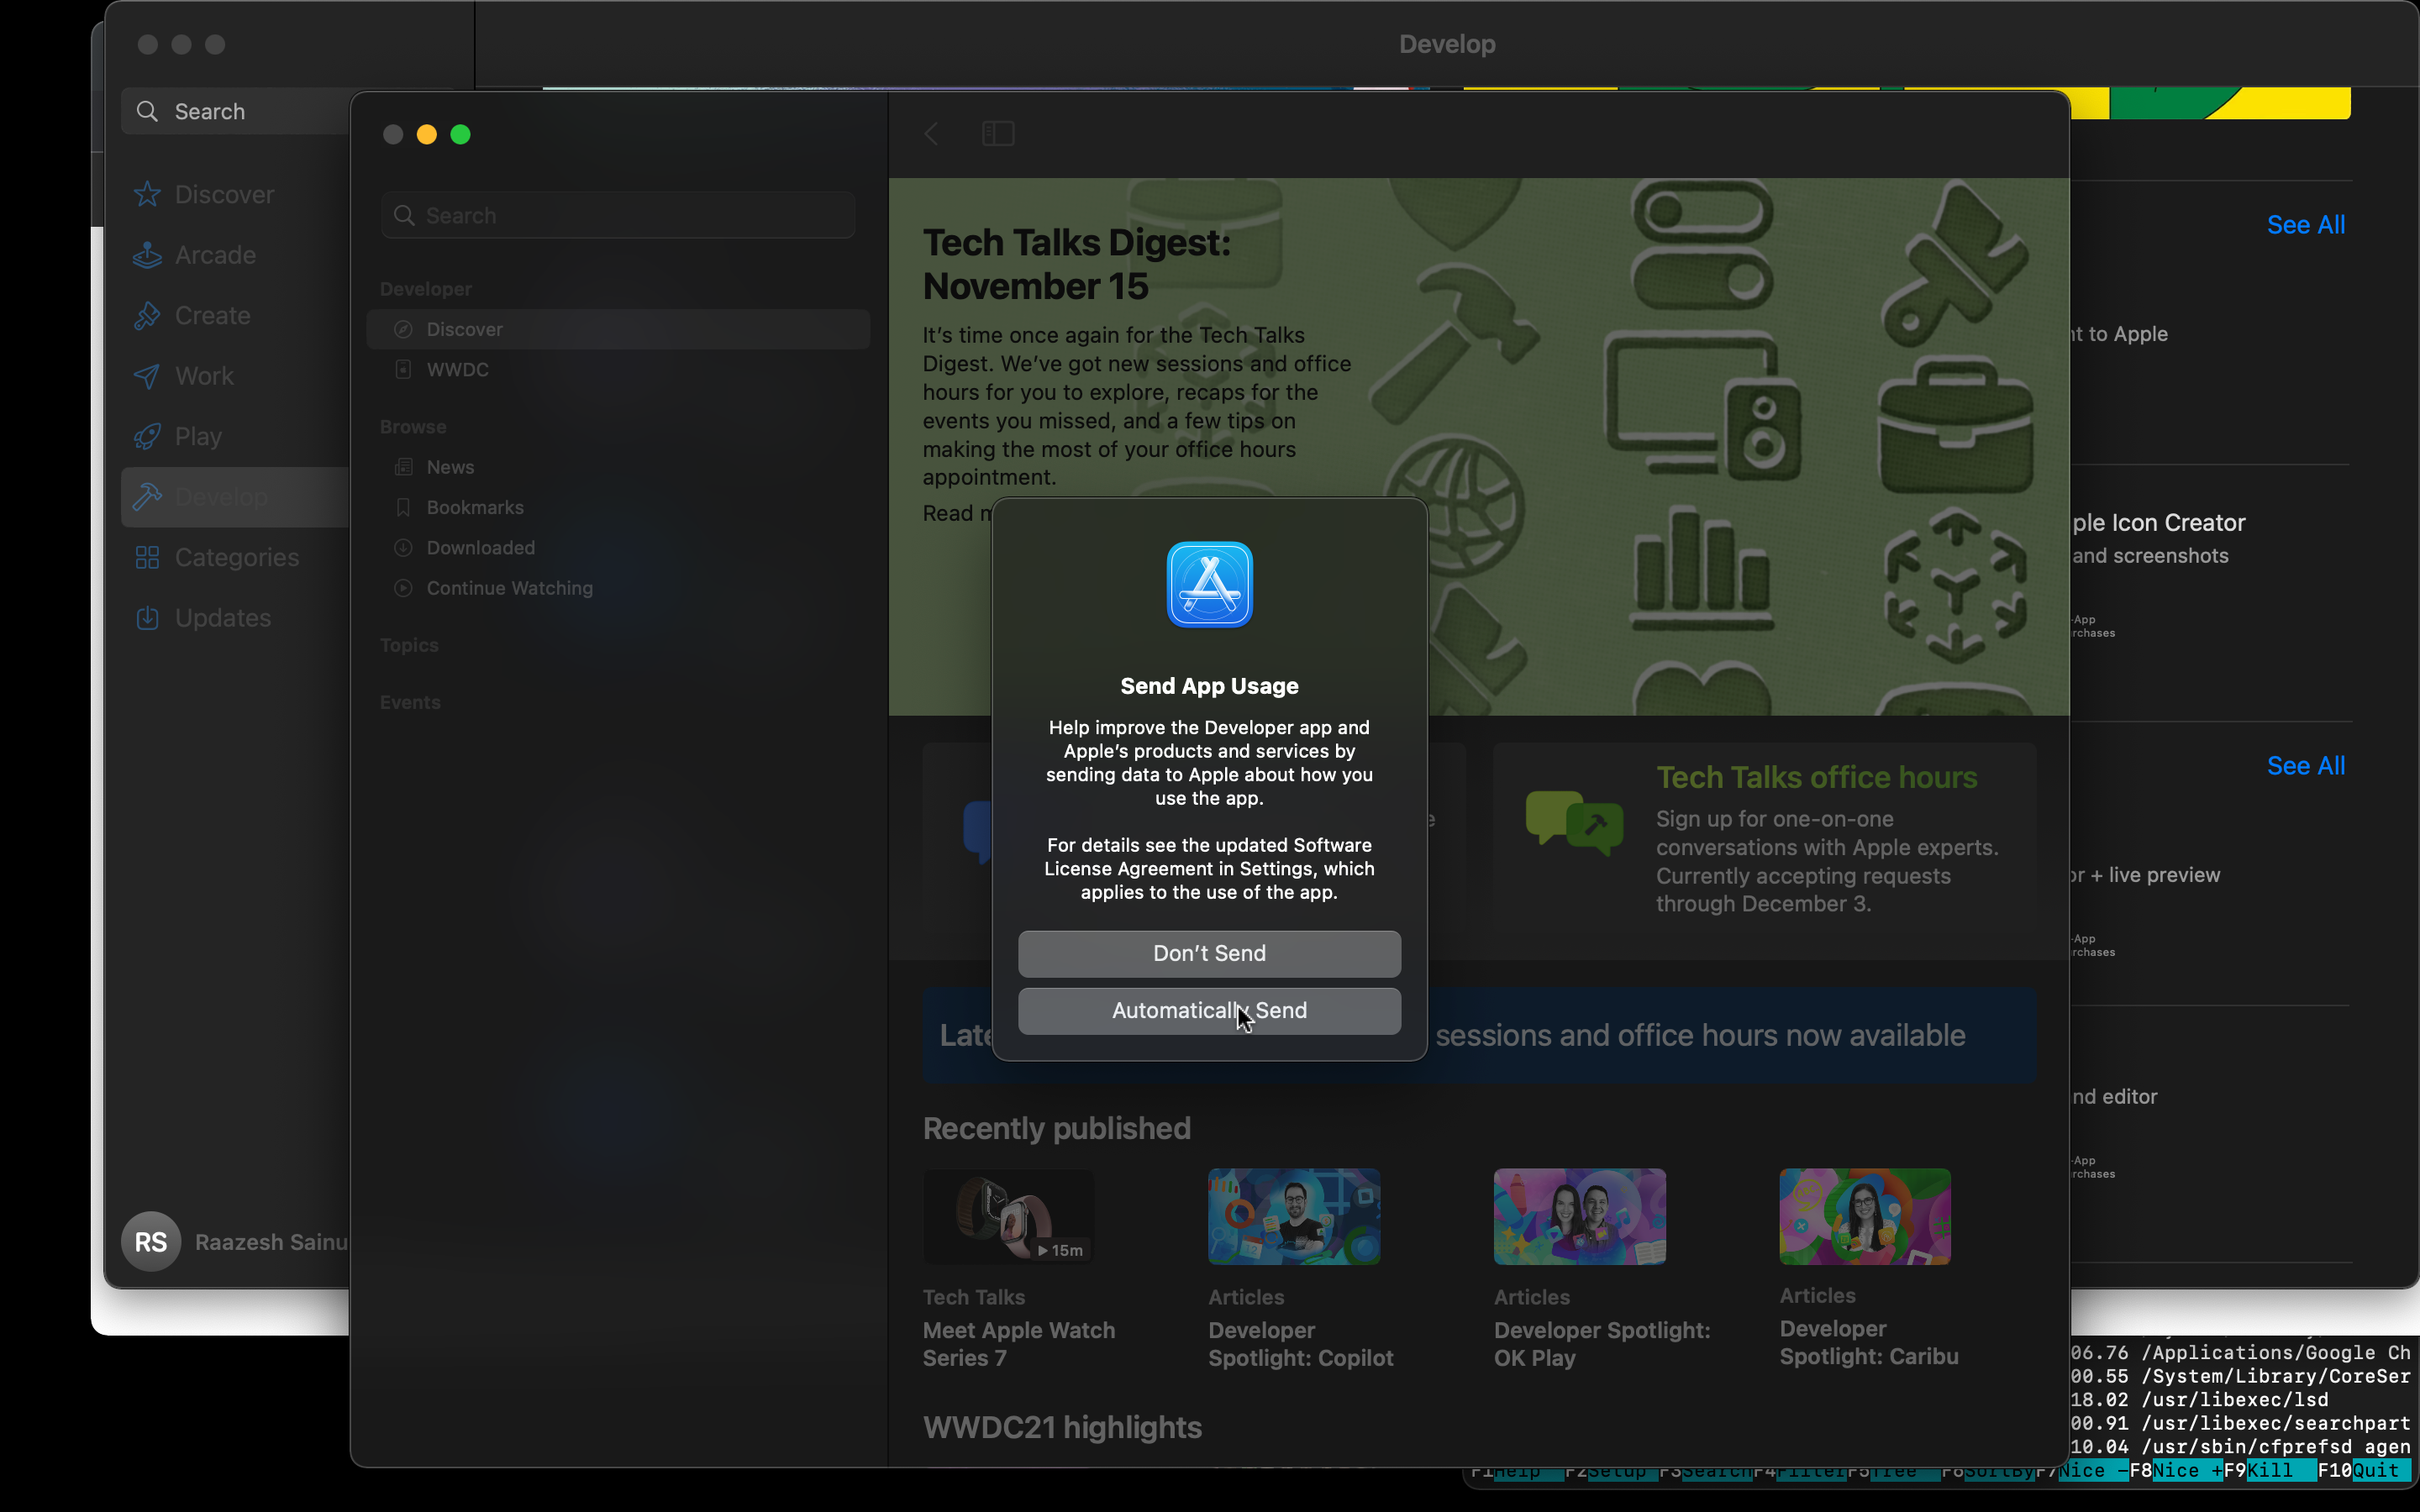 Develop
Search
Discover
Arcade
Create
Work
Play
Develop
Categories
Updates
RS
Raazesh Sainu
Search
Developer
Discover
WWDC
Browse
News
Bookmarks
Downloaded
Continue Watching
Topics
Events
Tech Talks Digest:
November 15
It's time once again for the Tech Talks
Digest. We've got new sessions and office
hours for you to explore, recaps for the
events you missed, and a few tips on
making the most of your office hours
appointment.
Read
Send App Usage
Help improve the Developer app and
Apple's products and services by
sending data to Apple about how you
use the app.
For details see the updated Software
License Agreement in Settings, which
applies to the use of the app.
Don't Send
Automatically Send
Tech Talks office hours
Sign up for one-on-one
conversations with Apple experts.
Currently accepting requests
through December 3.
Late
sessions and office hours now available
Recently published
15m
Tech Talks
Meet Apple Watch
Series 7
Articles
Developer
Spotlight: Copilot
Articles
Developer Spotlight:
OK Play
Articles
Developer
Spotlight: Caribu
WWDC21 highlights
See All
nt to Apple
ple Icon Creator
and screenshots
-App
rchases
See All
or + live preview
-App
rchases
nd editor
-App
rchases
06.76 /Applications/Google Ch
00.55 /System/Library/CoreSer
18.02 /usr/libexec/lsd
00.91 /usr/libexec/searchpart
10.04 /usr/sbin/cfprefsd agen
F1Help F2Setup F3SearchF4FilterF5Tree F6SortByF7Nice -F8Nice +F9Kill F10Quit